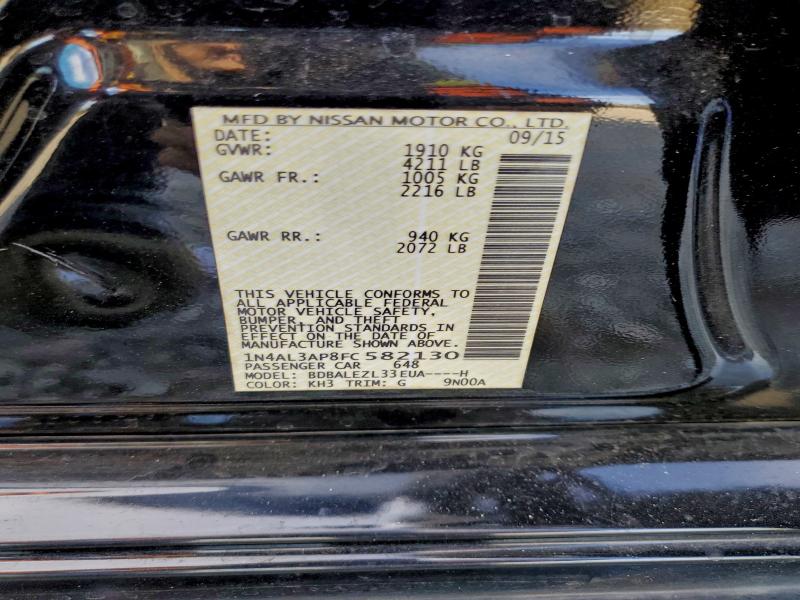 MFD BY NISSAN MOTOR CO., LTD.
DATE: 09/15
GVWR: 1910 KG
4211 LB
GAWR FR.: 1005 KG
2216 LB
GAWR RR.: 940 KG
2072 LB
THIS VEHICLE CONFORMS TO
ALL APPLICABLE FEDERAL
MOTOR VEHICLE SAFETY,
BUMPER, AND THEFT
PREVENTION STANDARDS IN
EFFECT ON THE DATE OF
MANUFACTURE SHOWN ABOVE.
1N4AL3AP8FC582130
PASSENGER CAR 648
MODEL: BDBALEZL33EUA----H
COLOR: KH3 TRIM: G 9N00A